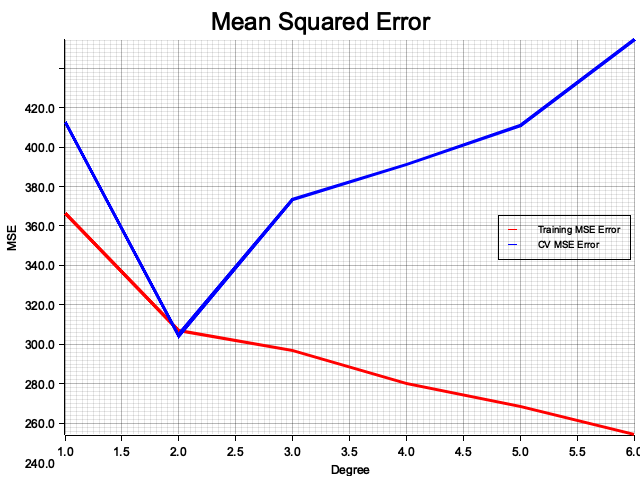 Mean Squared Error
420.0
400.0
380.0
360.0
340.0
320.0
300.0
280.0
260.0
240.0
MSE
Training MSE Error
CV MSE Error
1.0 1.5 2.0 2.5 3.0 3.5 4.0 4.5 5.0 5.5 6.0
Degree